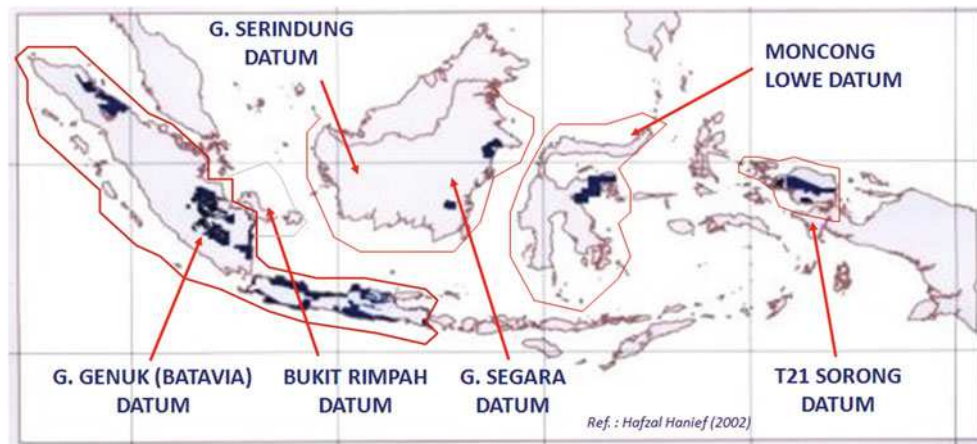 G. SERINDUNG
DATUM
MONCONG
LOWE DATUM
G. GENUK (BATAVIA)
DATUM
BUKIT RIMPAH
DATUM
G. SEGARA
DATUM
T21 SORONG
DATUM
Ref. : Hafzal Hanief (2002)